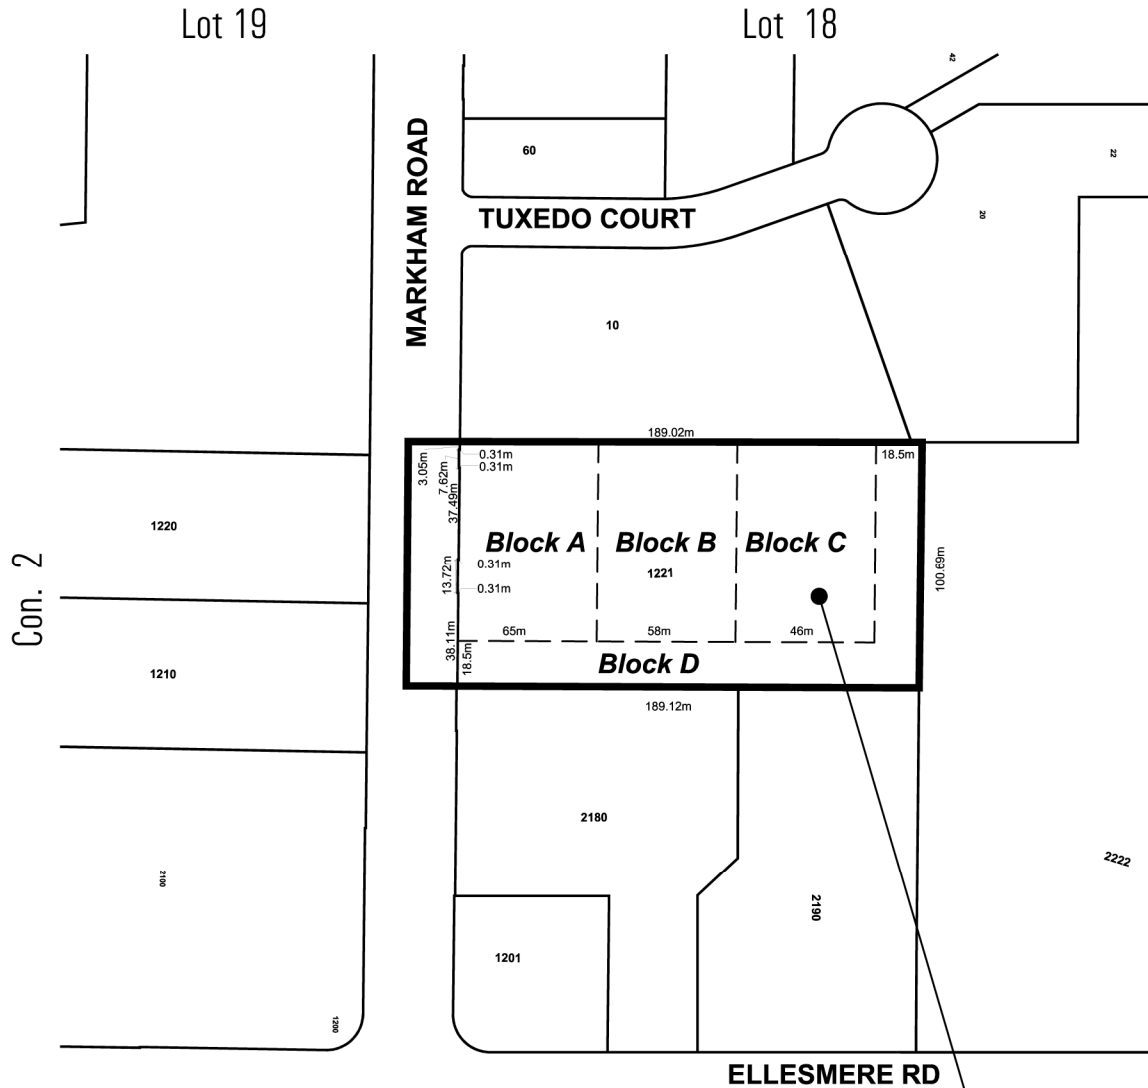 Lot 19
Lot 18
42
MARKHAM ROAD
60
22
TUXEDO COURT
20
10
189.02m
3.05m
0.31m
18.5m
7.62m
0.31m
37.49m
1220
Block A
Block B
Block C
Con. 2
0.31m
1221
100.69m
13.72m
0.31m
38.11m
65m
58m
46m
18.5m
Block D
1210
189.12m
2180
2222
2100
2190
1201
1200
ELLESMERE RD